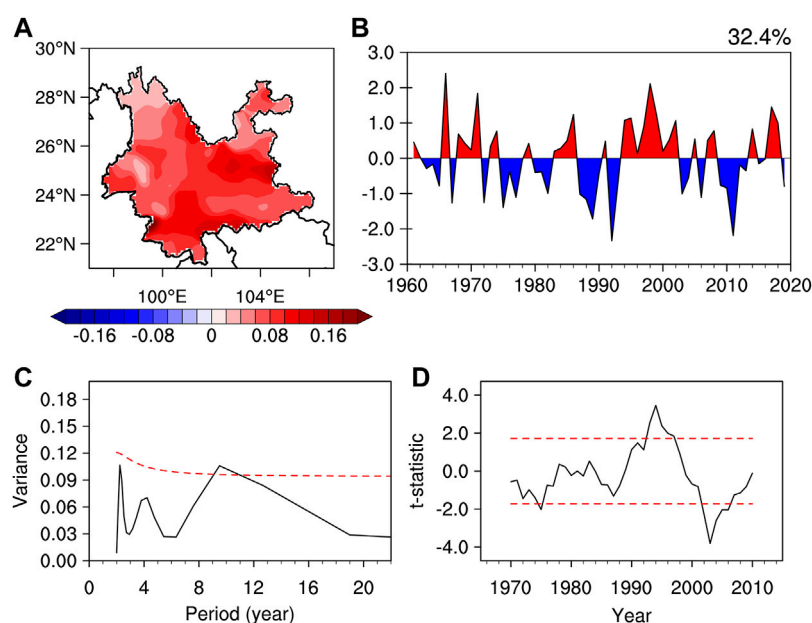 A
30°N
28°N
26°N
24°N
22°N
100°E 104°E
-0.16 -0.08 0 0.08 0.16
B
32.4%
3.0
2.0
1.0
0.0
-1.0
-2.0
-3.0
1960 1970 1980 1990 2000 2010 2020
C
Variance
0.18
0.15
0.12
0.09
0.06
0.03
0.00
0 4 8 12 16 20
Period (year)
D
t-statistic
4.0
2.0
0.0
-2.0
-4.0
1970 1980 1990 2000 2010
Year